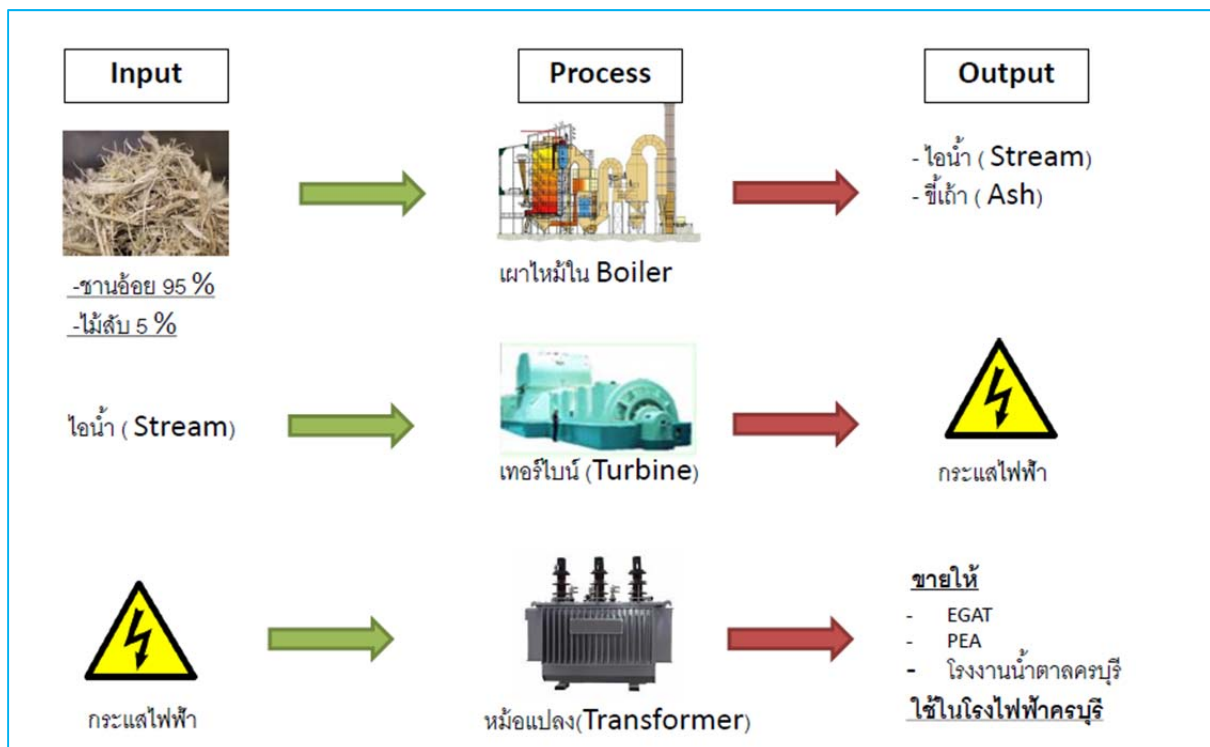 Input
Process
Output
-ชานอ้อย 95 %
-ไม้สับ 5 %
เผาไหม้ใน Boiler
- ไอน้ำ ( Stream)
- ขี้เถ้า ( Ash)
ไอน้ำ ( Stream)
เทอร์ไบน์ (Turbine)
กระแสไฟฟ้า
กระแสไฟฟ้า
หม้อแปลง(Transformer)
ขายให้
- EGAT
- PEA
- โรงงานน้ำตาลครบุรี
ใช้ในโรงไฟฟ้าครบุรี